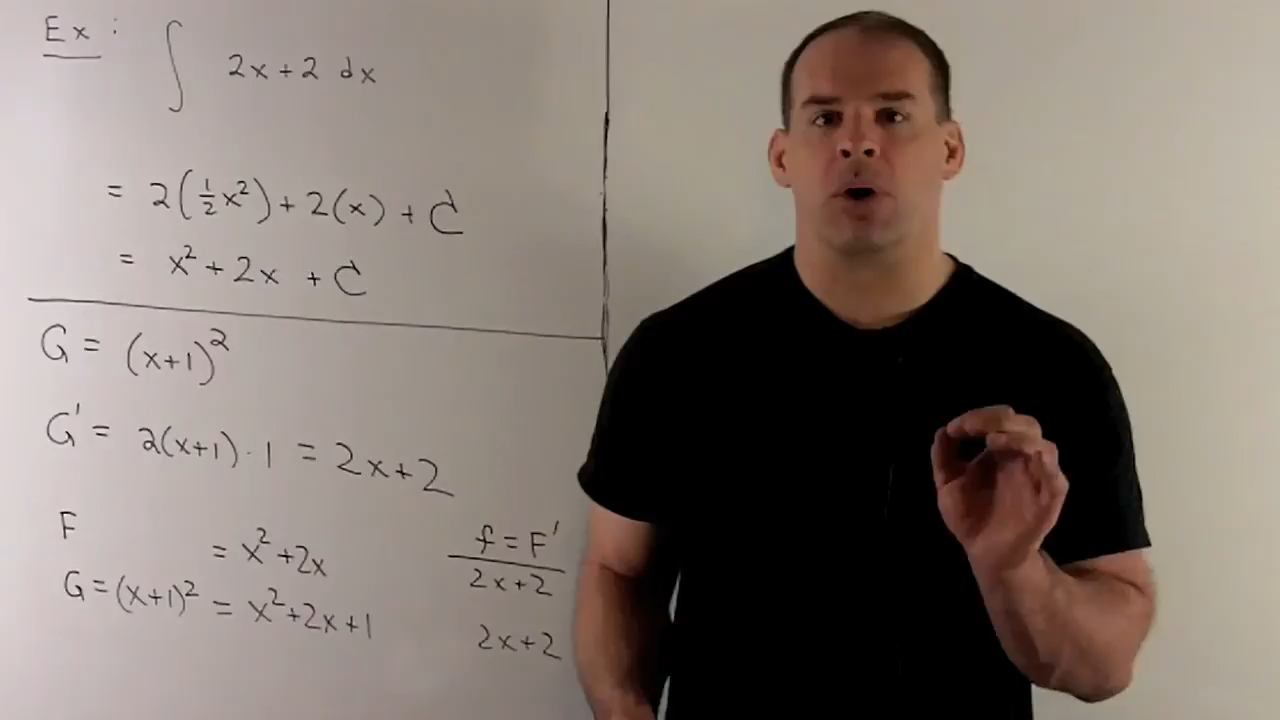 Ex: ∫ 2x+2 dx
= 2(½x²) + 2(x) + C
= x² + 2x + C
G = (x+1)²
G' = 2(x+1)·1 = 2x+2
F = x²+2x
G=(x+1)² = x²+2x+1
f=F'
2x+2
2x+2